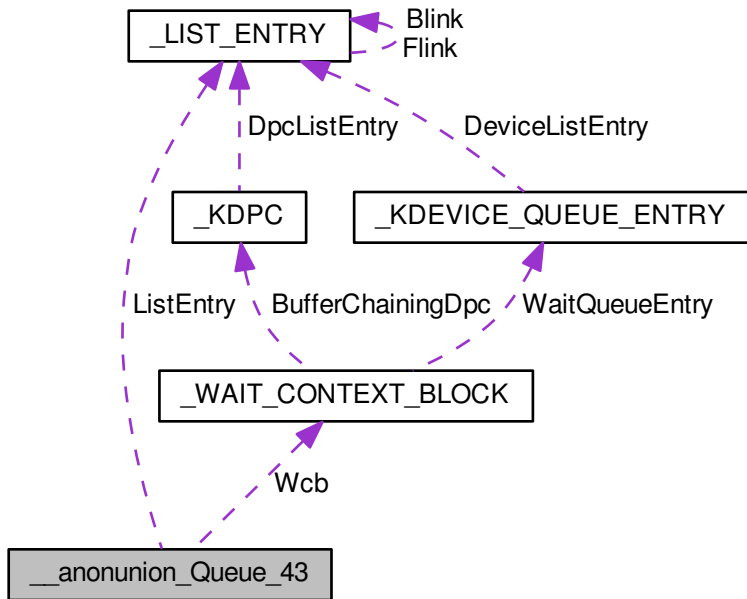 Blink
_LIST_ENTRY
Flink
DpcListEntry
DeviceListEntry
_KDPC
_KDEVICE_QUEUE_ENTRY
ListEntry
BufferChainingDpc
WaitQueueEntry
_WAIT_CONTEXT_BLOCK
Wcb
__anonunion_Queue_43